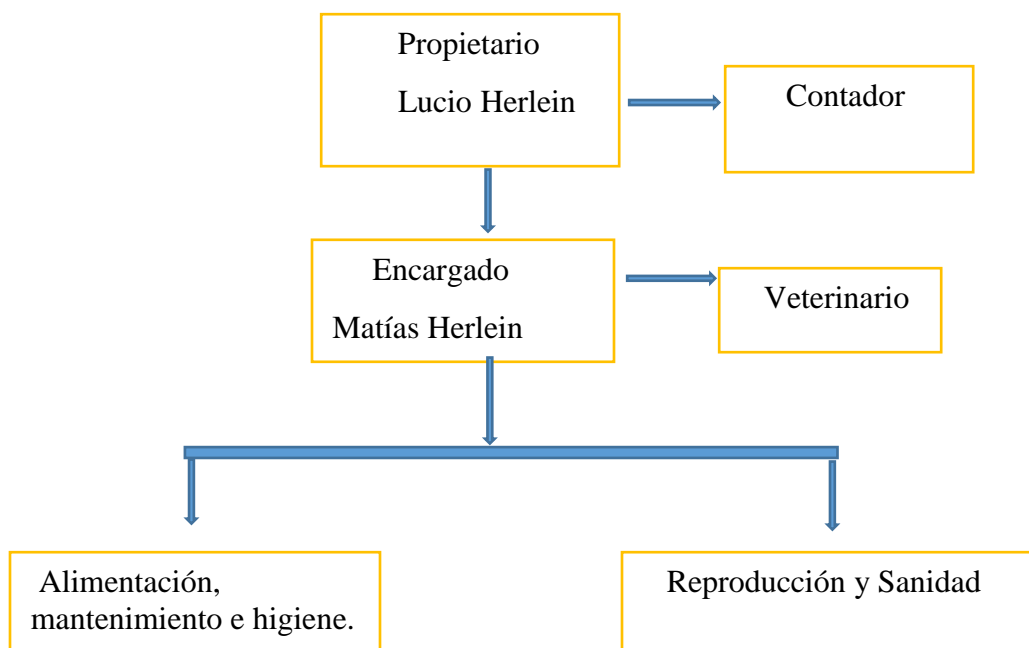 Propietario
Lucio Herlein
Contador
Encargado
Matías Herlein
Veterinario
Alimentación,
mantenimiento e higiene.
Reproducción y Sanidad